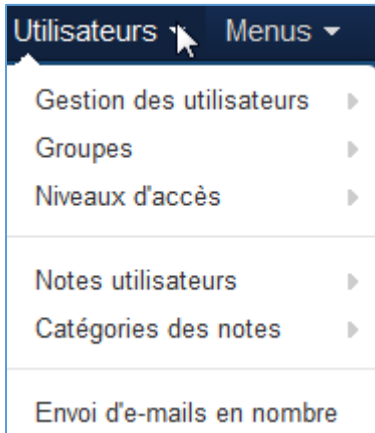 Utilisateurs Menus
Gestion des utilisateurs
Groupes
Niveaux d'accès
Notes utilisateurs
Catégories des notes
Envoi d'e-mails en nombre